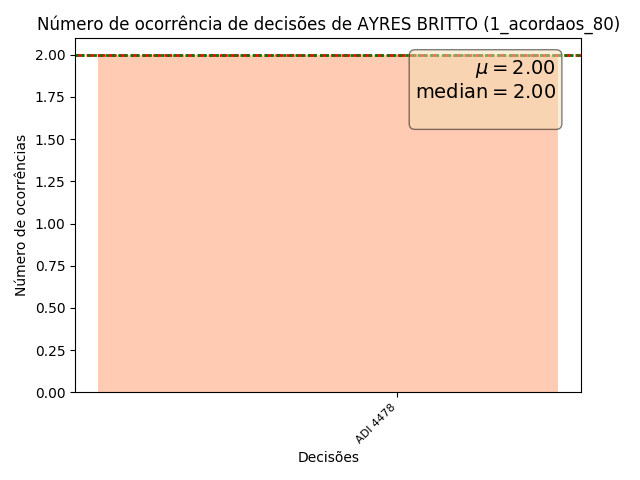 Número de ocorrência de decisões de AYRES BRITTO (1_acordaos_80)
μ = 2.00
median = 2.00
2.00
1.75
1.50
1.25
1.00
0.75
0.50
0.25
0.00
Número de ocorrências
ADI 4478
Decisões